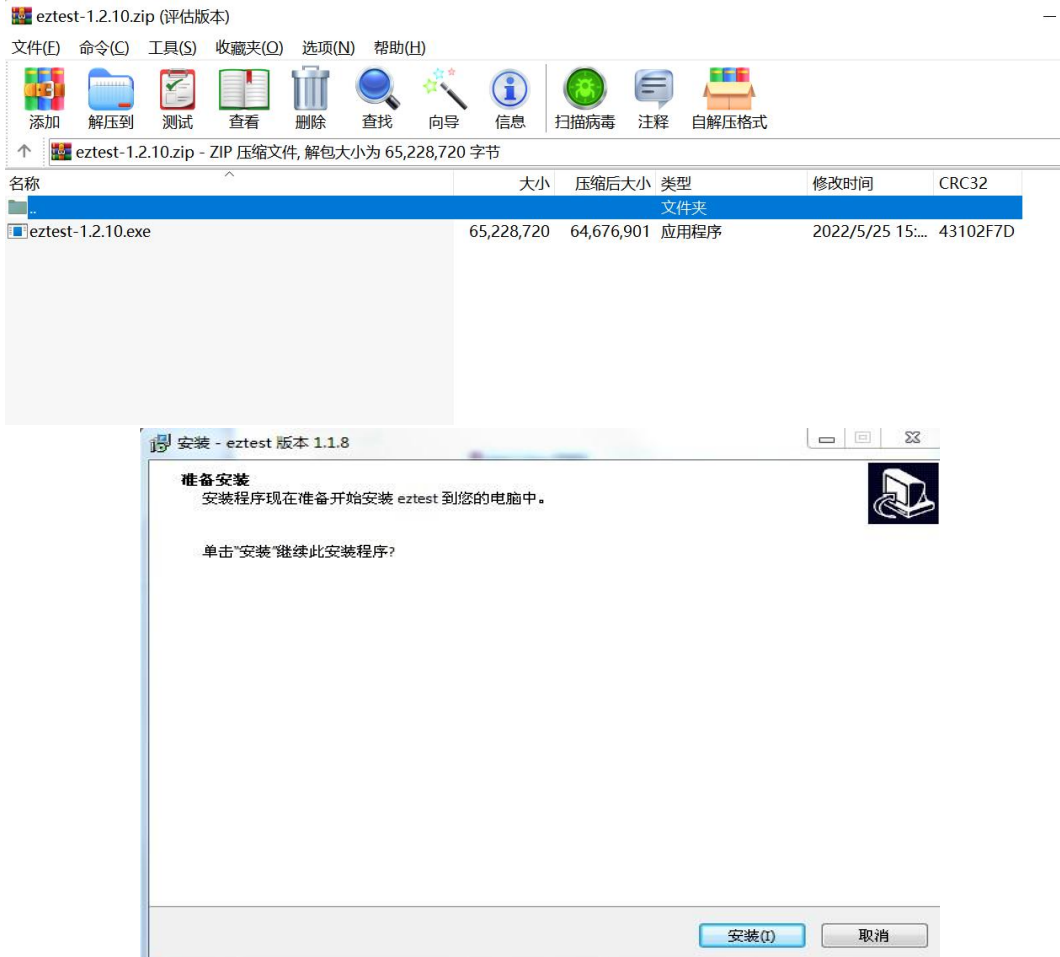 eztest-1.2.10.zip (评估版本)
文件(F) 命令(C) 工具(S) 收藏夹(O) 选项(N) 帮助(H)
添加 解压到 测试 查看 删除 查找 向导 信息 扫描病毒 注释 自解压格式
eztest-1.2.10.zip - ZIP 压缩文件, 解包大小为 65,228,720 字节
名称 大小 压缩后大小 类型 修改时间 CRC32
.. 文件夹
eztest-1.2.10.exe 65,228,720 64,676,901 应用程序 2022/5/25 15:... 43102F7D
安装 - eztest 版本 1.1.8
准备安装
安装程序现在准备开始安装 eztest 到您的电脑中。
单击"安装"继续此安装程序?
安装(I) 取消